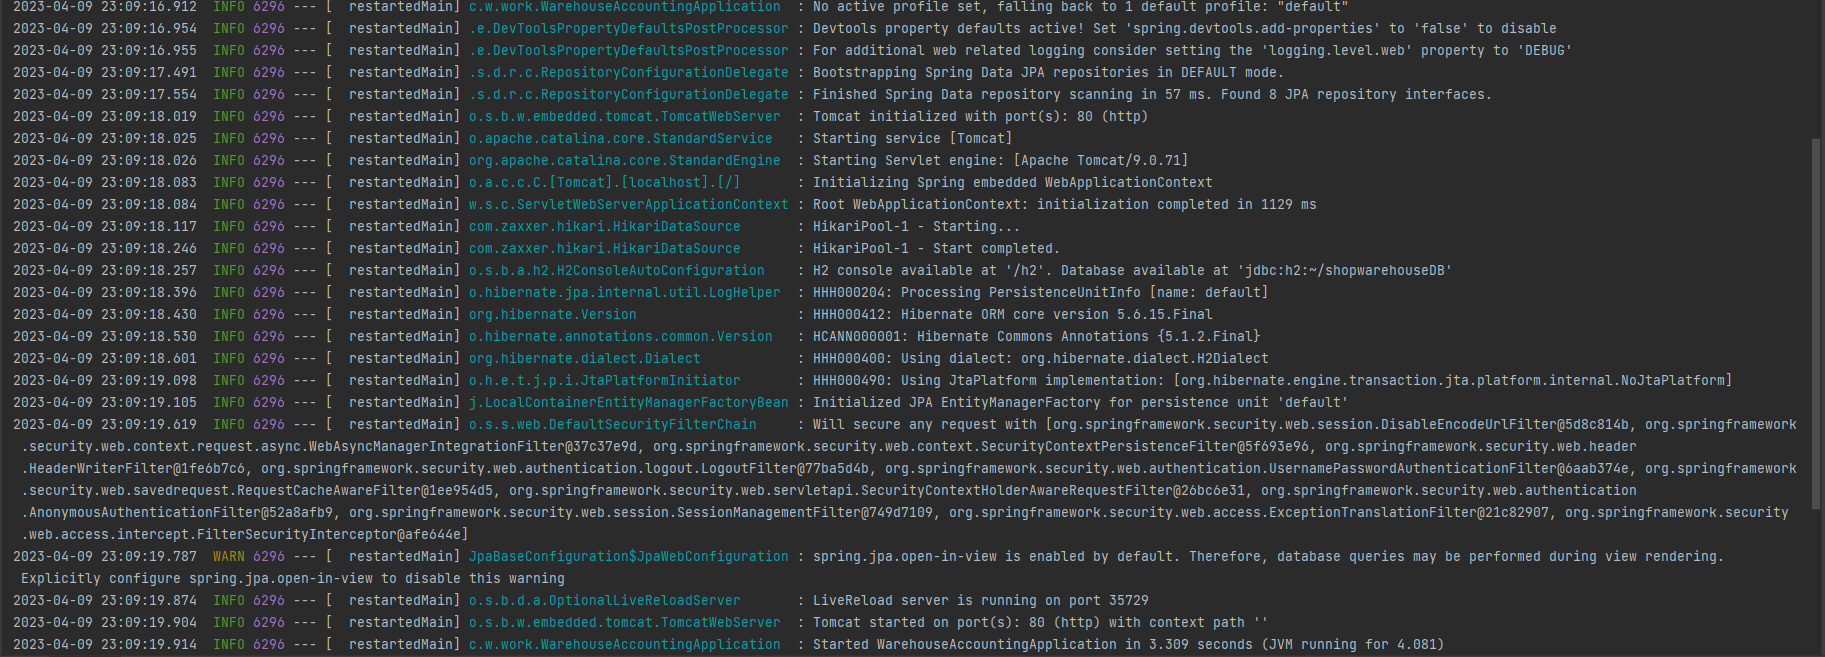 2023-04-09 23:09:16.912  INFO 6296 --- [  restartedMain] c.w.work.WarehouseAccountingApplication  : No active profile set, falling back to 1 default profile: "default"
2023-04-09 23:09:16.954  INFO 6296 --- [  restartedMain] .e.DevToolsPropertyDefaultsPostProcessor : Devtools property defaults active! Set 'spring.devtools.add-properties' to 'false' to disable
2023-04-09 23:09:16.955  INFO 6296 --- [  restartedMain] .e.DevToolsPropertyDefaultsPostProcessor : For additional web related logging consider setting the 'logging.level.web' property to 'DEBUG'
2023-04-09 23:09:17.491  INFO 6296 --- [  restartedMain] .s.d.r.c.RepositoryConfigurationDelegate : Bootstrapping Spring Data JPA repositories in DEFAULT mode.
2023-04-09 23:09:17.554  INFO 6296 --- [  restartedMain] .s.d.r.c.RepositoryConfigurationDelegate : Finished Spring Data repository scanning in 57 ms. Found 8 JPA repository interfaces.
2023-04-09 23:09:18.019  INFO 6296 --- [  restartedMain] o.s.b.w.embedded.tomcat.TomcatWebServer  : Tomcat initialized with port(s): 80 (http)
2023-04-09 23:09:18.025  INFO 6296 --- [  restartedMain] o.apache.catalina.core.StandardService   : Starting service [Tomcat]
2023-04-09 23:09:18.026  INFO 6296 --- [  restartedMain] org.apache.catalina.core.StandardEngine  : Starting Servlet engine: [Apache Tomcat/9.0.71]
2023-04-09 23:09:18.083  INFO 6296 --- [  restartedMain] o.a.c.c.C.[Tomcat].[localhost].[/]       : Initializing Spring embedded WebApplicationContext
2023-04-09 23:09:18.084  INFO 6296 --- [  restartedMain] w.s.c.ServletWebServerApplicationContext : Root WebApplicationContext: initialization completed in 1129 ms
2023-04-09 23:09:18.117  INFO 6296 --- [  restartedMain] com.zaxxer.hikari.HikariDataSource       : HikariPool-1 - Starting...
2023-04-09 23:09:18.246  INFO 6296 --- [  restartedMain] com.zaxxer.hikari.HikariDataSource       : HikariPool-1 - Start completed.
2023-04-09 23:09:18.257  INFO 6296 --- [  restartedMain] o.s.b.a.h2.H2ConsoleAutoConfiguration    : H2 console available at '/h2'. Database available at 'jdbc:h2:~/shopwarehouseDB'
2023-04-09 23:09:18.396  INFO 6296 --- [  restartedMain] o.hibernate.jpa.internal.util.LogHelper  : HHH000204: Processing PersistenceUnitInfo [name: default]
2023-04-09 23:09:18.430  INFO 6296 --- [  restartedMain] org.hibernate.Version                    : HHH000412: Hibernate ORM core version 5.6.15.Final
2023-04-09 23:09:18.530  INFO 6296 --- [  restartedMain] o.hibernate.annotations.common.Version   : HCANN000001: Hibernate Commons Annotations {5.1.2.Final}
2023-04-09 23:09:18.601  INFO 6296 --- [  restartedMain] org.hibernate.dialect.Dialect            : HHH000400: Using dialect: org.hibernate.dialect.H2Dialect
2023-04-09 23:09:19.098  INFO 6296 --- [  restartedMain] o.h.e.t.j.p.i.JtaPlatformInitiator       : HHH000490: Using JtaPlatform implementation: [org.hibernate.engine.transaction.jta.platform.internal.NoJtaPlatform]
2023-04-09 23:09:19.105  INFO 6296 --- [  restartedMain] j.LocalContainerEntityManagerFactoryBean : Initialized JPA EntityManagerFactory for persistence unit 'default'
2023-04-09 23:09:19.619  INFO 6296 --- [  restartedMain] o.s.s.web.DefaultSecurityFilterChain     : Will secure any request with [org.springframework.security.web.session.DisableEncodeUrlFilter@5d8c814b, org.springframework
.security.web.context.request.async.WebAsyncManagerIntegrationFilter@37c37e9d, org.springframework.security.web.context.SecurityContextPersistenceFilter@5f693e96, org.springframework.security.web.header
.HeaderWriterFilter@1fe6b7c6, org.springframework.security.web.authentication.logout.LogoutFilter@77ba5d4b, org.springframework.security.web.authentication.UsernamePasswordAuthenticationFilter@6aab374e, org.springframework
.security.web.savedrequest.RequestCacheAwareFilter@1ee954d5, org.springframework.security.web.servletapi.SecurityContextHolderAwareRequestFilter@26bc6e31, org.springframework.security.web.authentication
.AnonymousAuthenticationFilter@52a8afb9, org.springframework.security.web.session.SessionManagementFilter@749d7109, org.springframework.security.web.access.ExceptionTranslationFilter@21c82907, org.springframework.security
.web.access.intercept.FilterSecurityInterceptor@afe644e]
2023-04-09 23:09:19.787  WARN 6296 --- [  restartedMain] JpaBaseConfiguration$JpaWebConfiguration : spring.jpa.open-in-view is enabled by default. Therefore, database queries may be performed during view rendering.
Explicitly configure spring.jpa.open-in-view to disable this warning
2023-04-09 23:09:19.874  INFO 6296 --- [  restartedMain] o.s.b.d.a.OptionalLiveReloadServer       : LiveReload server is running on port 35729
2023-04-09 23:09:19.904  INFO 6296 --- [  restartedMain] o.s.b.w.embedded.tomcat.TomcatWebServer  : Tomcat started on port(s): 80 (http) with context path ''
2023-04-09 23:09:19.914  INFO 6296 --- [  restartedMain] c.w.work.WarehouseAccountingApplication  : Started WarehouseAccountingApplication in 3.309 seconds (JVM running for 4.081)